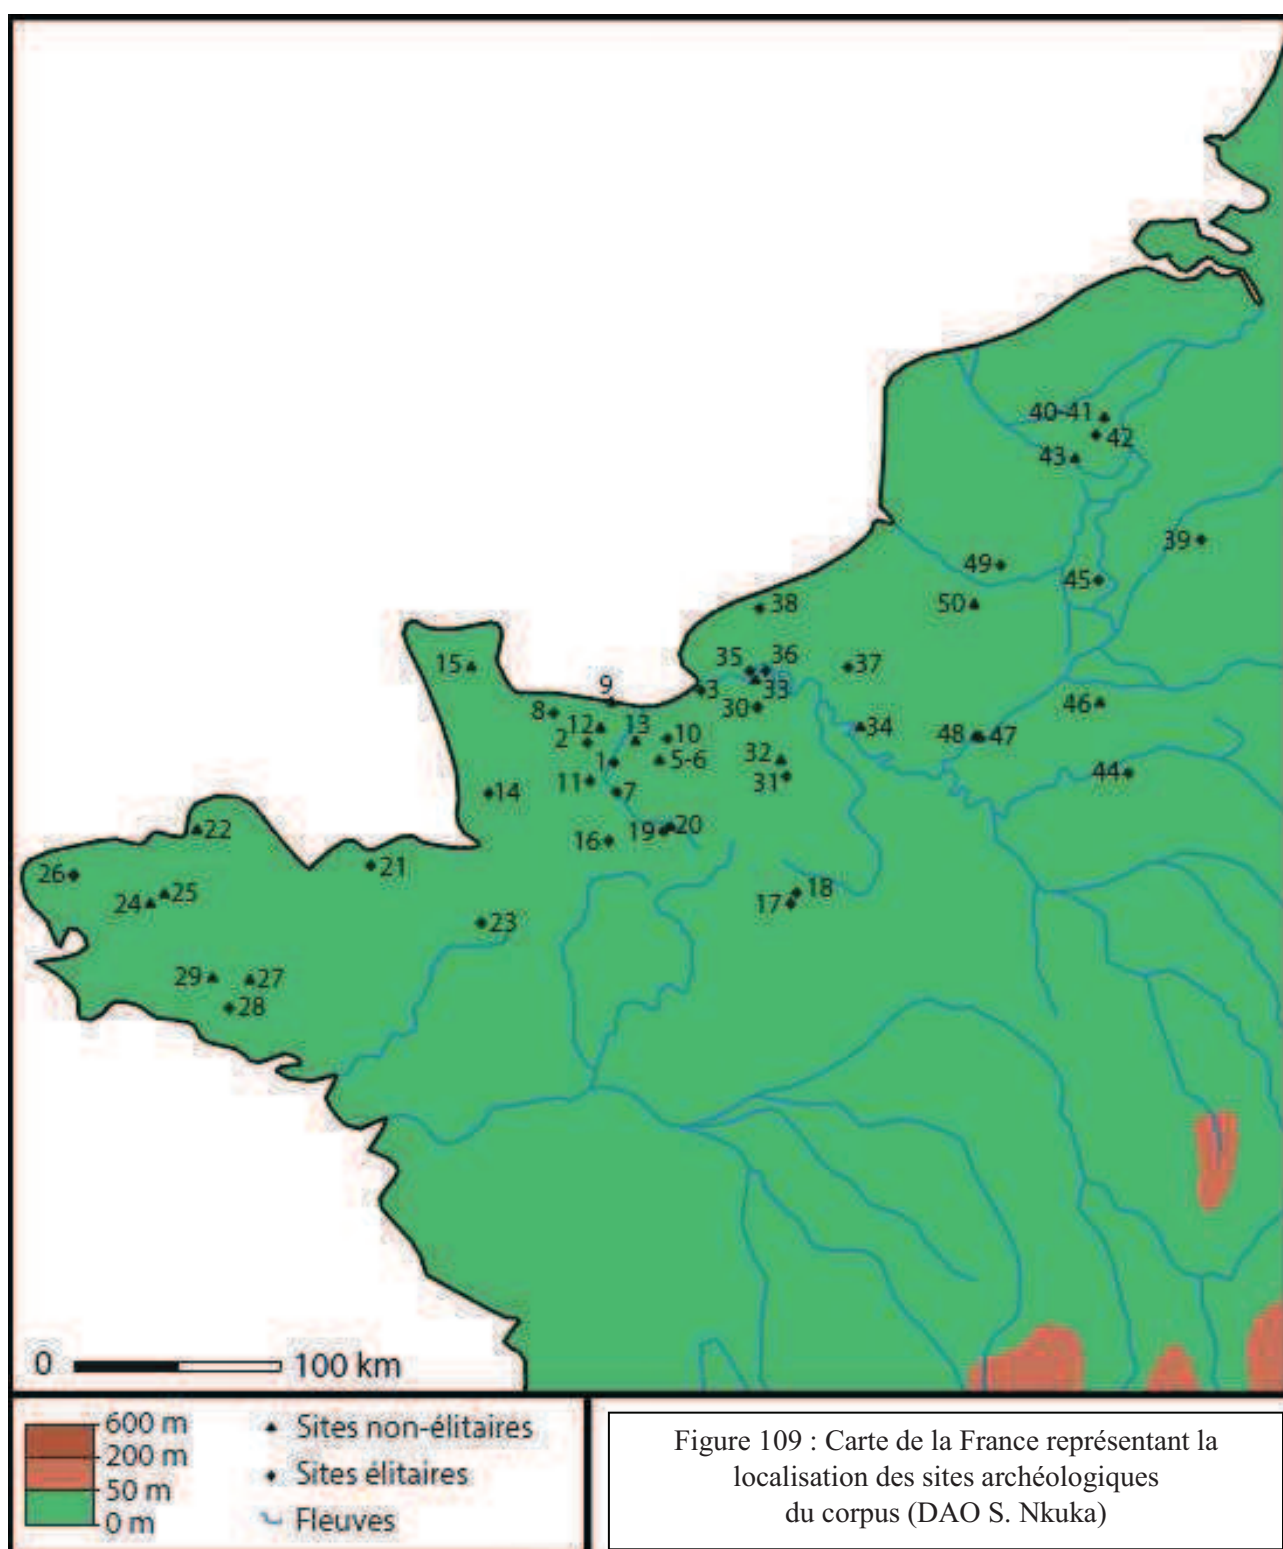 40-41
42
43
39
49
45
50
38
15
35 36
37
9
3 33
8 30
46
12 13
34
2 10
48 47
1 5-6 32
44
11 31
14 7
22
19 20
21
26
25
24
18
17
23
29 27
28
0 100 km
600 m
200 m
50 m
0 m
Sites non-élitaires
Sites élitaires
Fleuves
Figure 109 : Carte de la France représentant la
localisation des sites archéologiques
du corpus (DAO S. Nkuka)
16